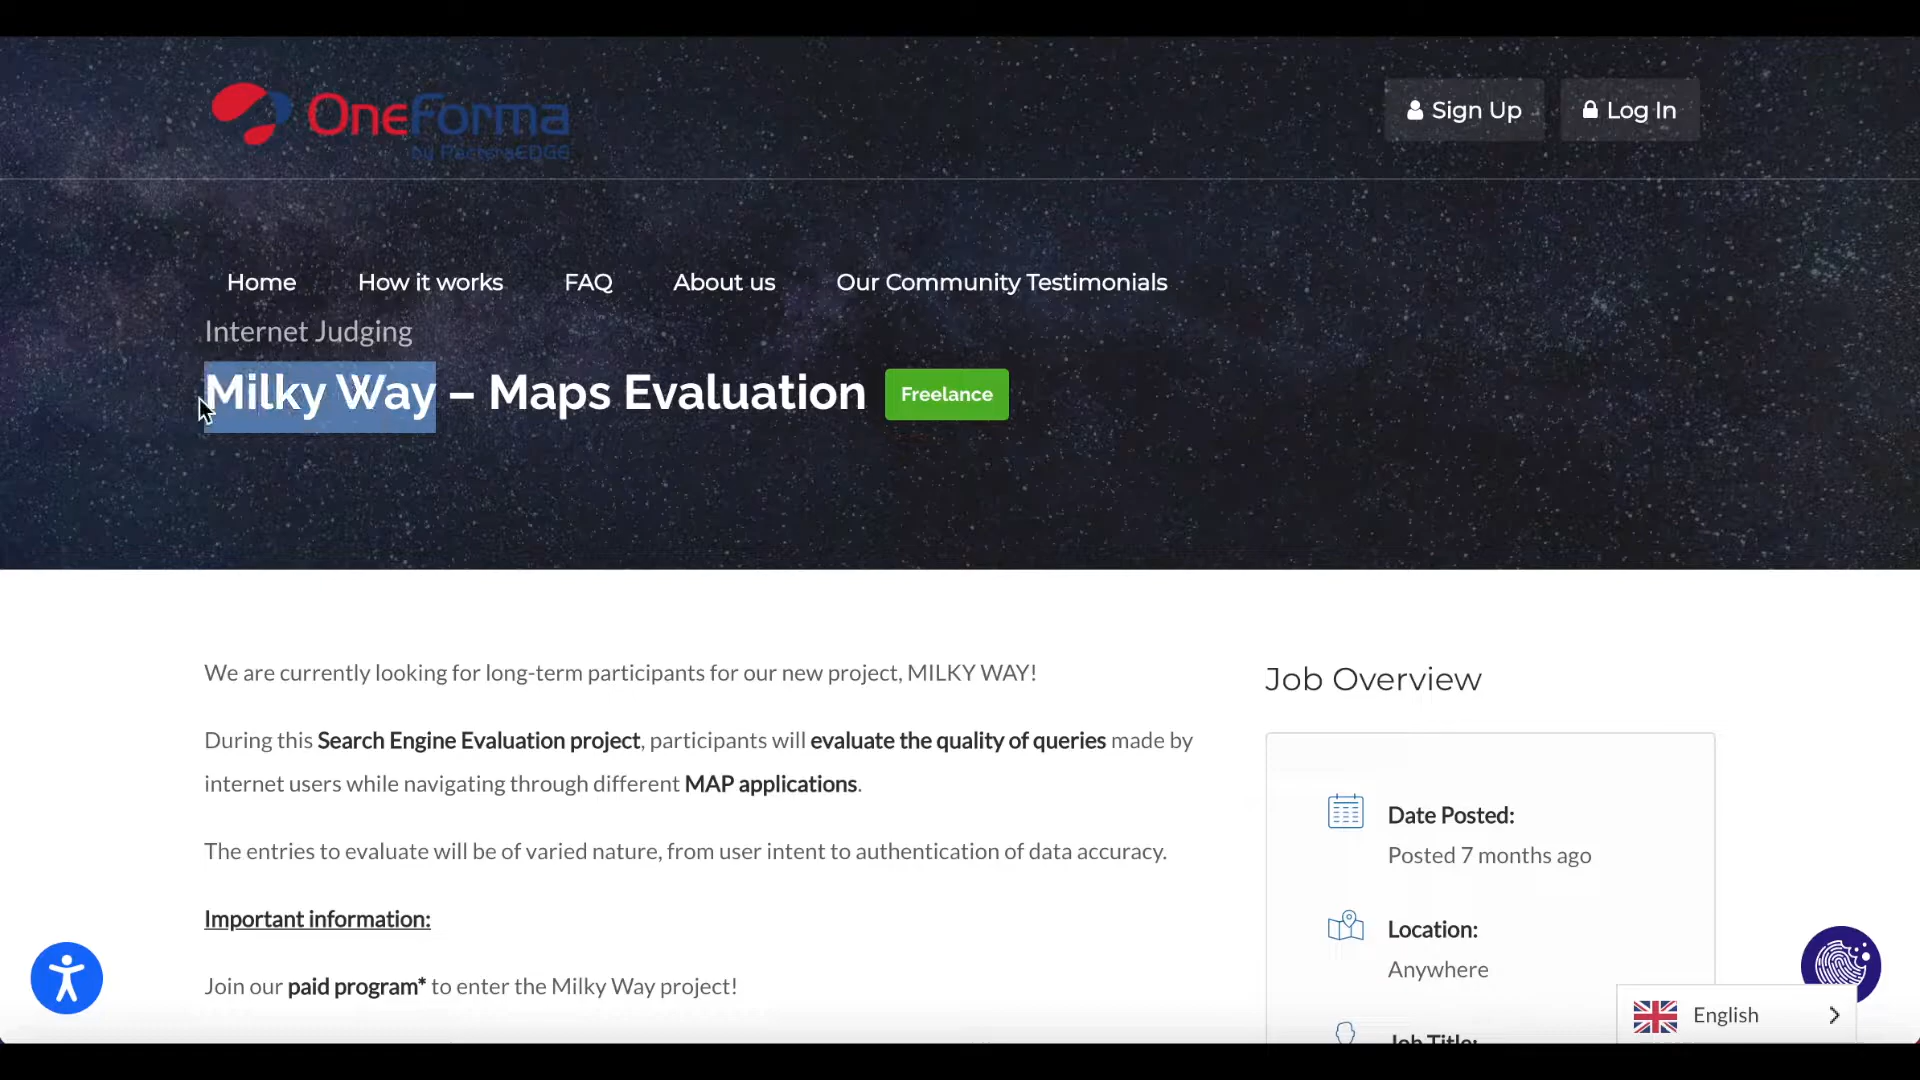 OneForma
by PacteraEDGE
Sign Up
Log In
Home
How it works
FAQ
About us
Our Community Testimonials
Internet Judging
Milky Way – Maps Evaluation
Freelance
We are currently looking for long-term participants for our new project, MILKY WAY!
During this Search Engine Evaluation project, participants will evaluate the quality of queries made by
internet users while navigating through different MAP applications.
The entries to evaluate will be of varied nature, from user intent to authentication of data accuracy.
Important information:
Join our paid program* to enter the Milky Way project!
Job Overview
Date Posted:
Posted 7 months ago
Location:
Anywhere
Job Title:
English